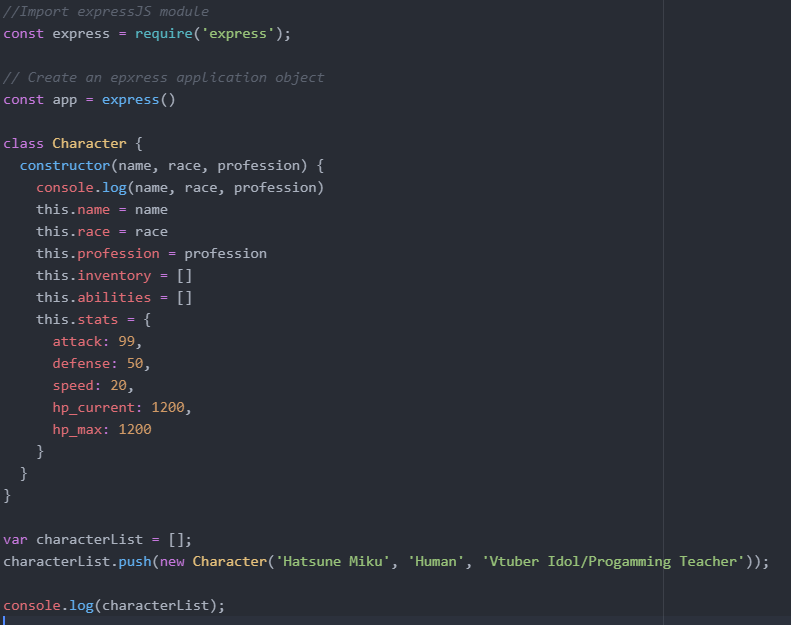 //Import expressJS module
const express = require('express');
// Create an epxress application object
const app = express()
class Character {
  constructor(name, race, profession) {
    console.log(name, race, profession)
    this.name = name
    this.race = race
    this.profession = profession
    this.inventory = []
    this.abilities = []
    this.stats = {
      attack: 99,
      defense: 50,
      speed: 20,
      hp_current: 1200,
      hp_max: 1200
    }
  }
}
var characterList = [];
characterList.push(new Character('Hatsune Miku', 'Human', 'Vtuber Idol/Progamming Teacher'));
console.log(characterList);